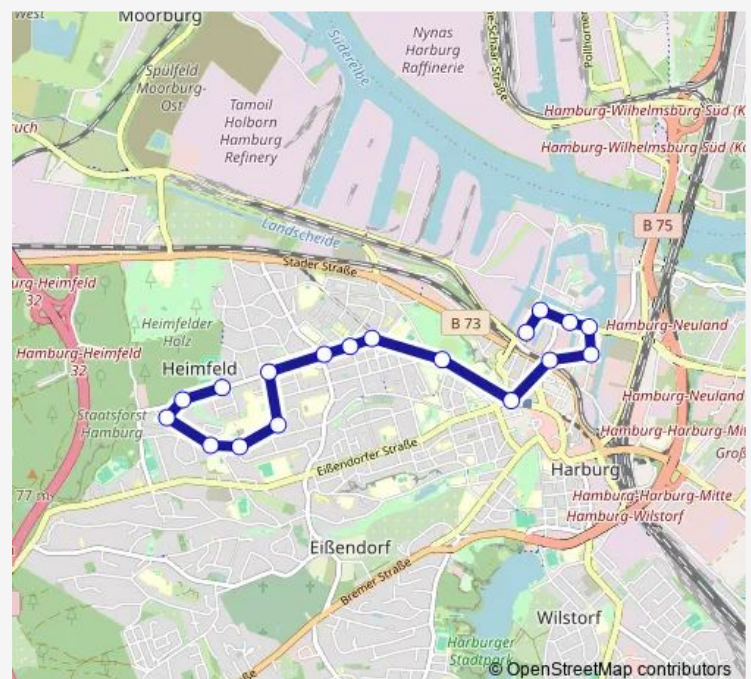 West
Moorburg
Spülfeld
Moorburg-
Ost
Tamoil
Holborn
Hamburg
Refinery
Süderelbe
Nynas
Harburg
Raffinerie
Pollhorner
Hamburg-Wilhelmsburg-Süd (K
Hamburg-Wilhelmsburg-Süd (Ko
ruch
B 75
Landscheide
Stader Straße
urg-Heimfeld
32
Hamburg-Heimfeld
32
Heimfelder
Holz
Heimfeld
B 73
Hamburg-Neuland
Staatsforst
Hamburg
Hamburg-Neuland
Eißendorfer Straße
Hamburg-Harburg-Mit
Groß
77 m
Harburg
Hamburg-Harburg-Mitte
Hamburg-Wilstorf
Eißendorf
Bremer Straße
Wilstorf
Harburger
Stadtpark
© OpenStreetMap contributors